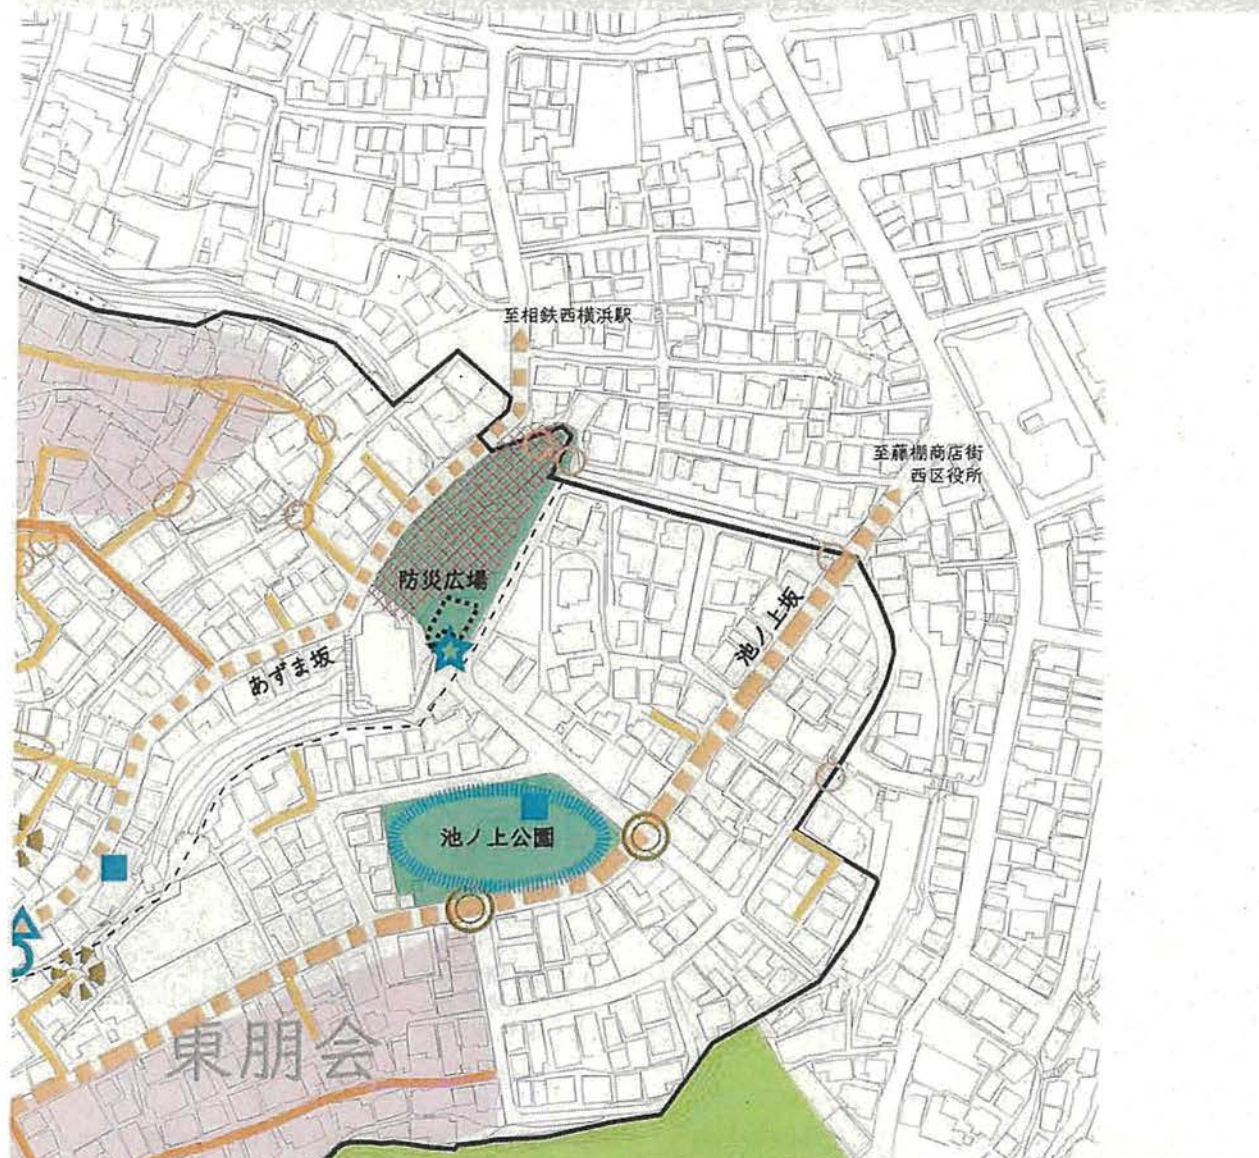 至相鉄西横浜駅
至藤棚商店街
西区役所
防災広場
池ノ上坂
あずま坂
池ノ上公園
東朋会